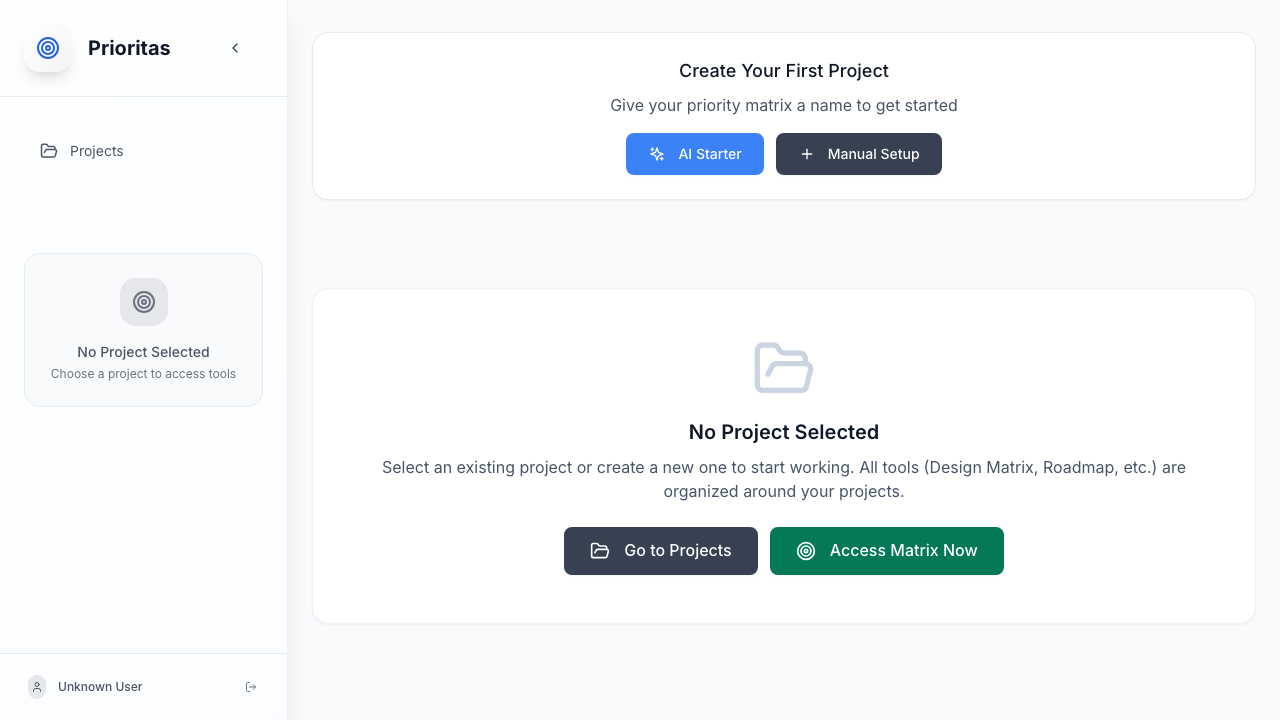 Prioritas
Projects
No Project Selected
Choose a project to access tools
Unknown User
Create Your First Project
Give your priority matrix a name to get started
AI Starter
Manual Setup
No Project Selected
Select an existing project or create a new one to start working. All tools (Design Matrix, Roadmap, etc.) are
organized around your projects.
Go to Projects
Access Matrix Now